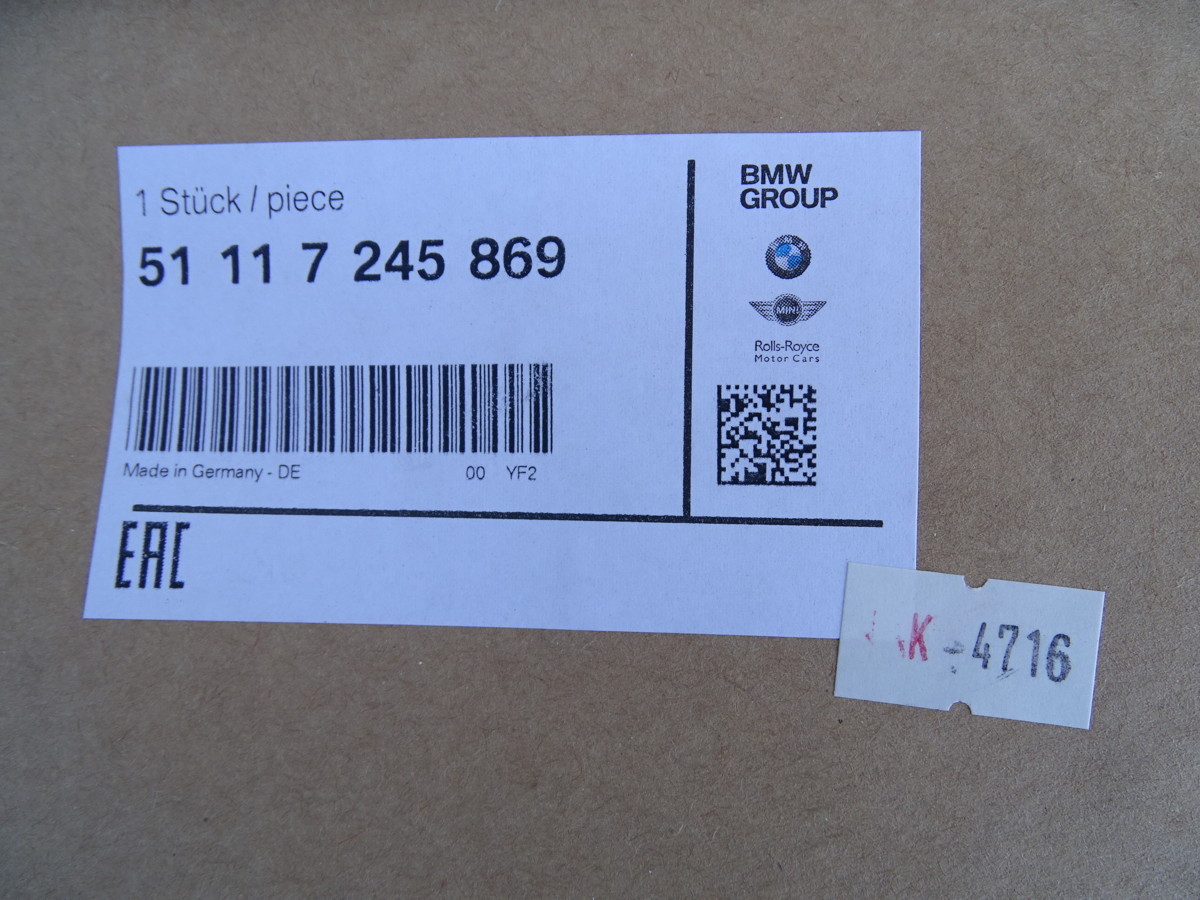 1 Stück / piece
51 11 7 245 869
Made in Germany - DE 00 YF2
EAC
BMW
GROUP
MINI
Rolls-Royce
Motor Cars
K 4716